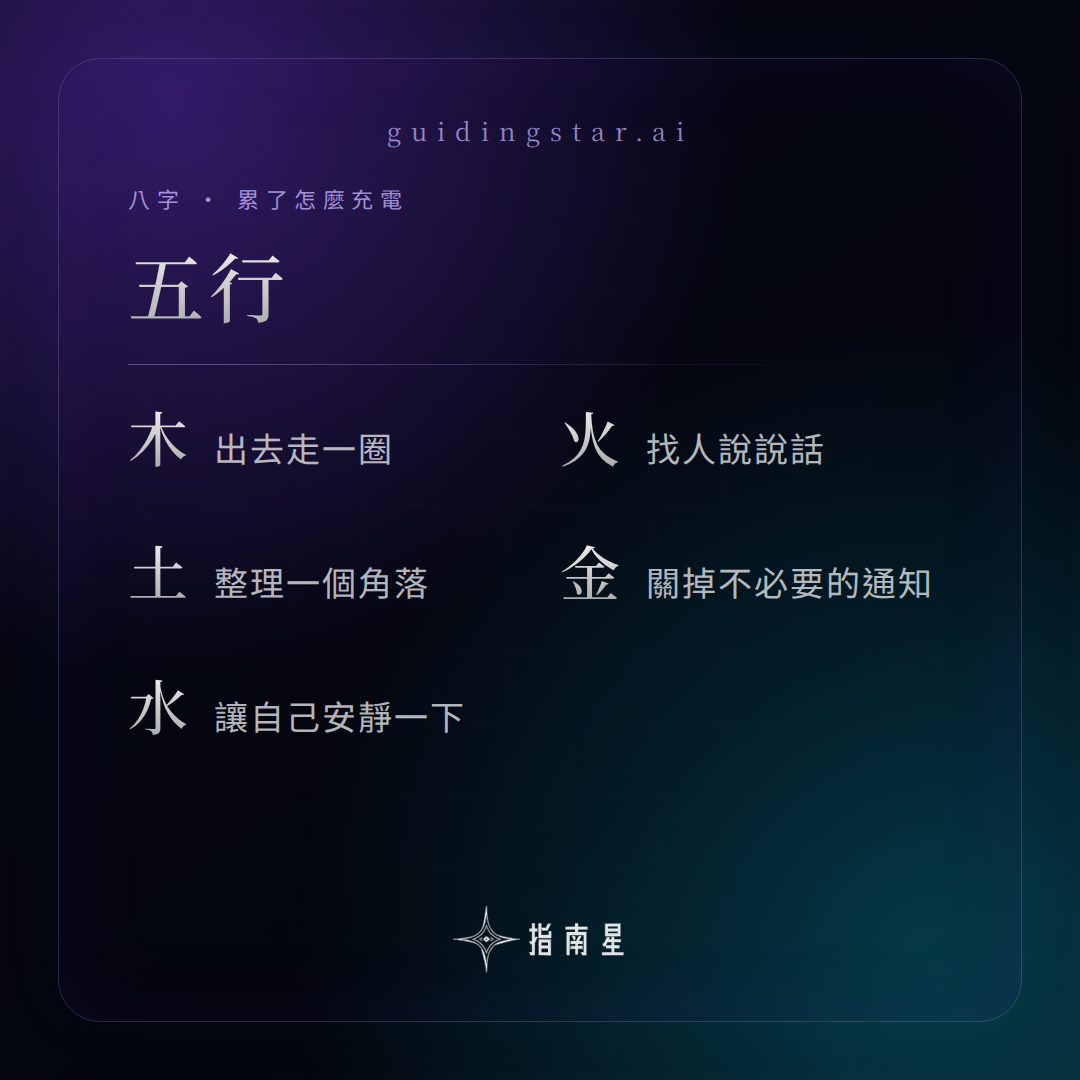 guidingstar.ai
八字 · 累了怎麼充電
五行
木 出去走一圈
火 找人說說話
土 整理一個角落
金 關掉不必要的通知
水 讓自己安靜一下
指南星